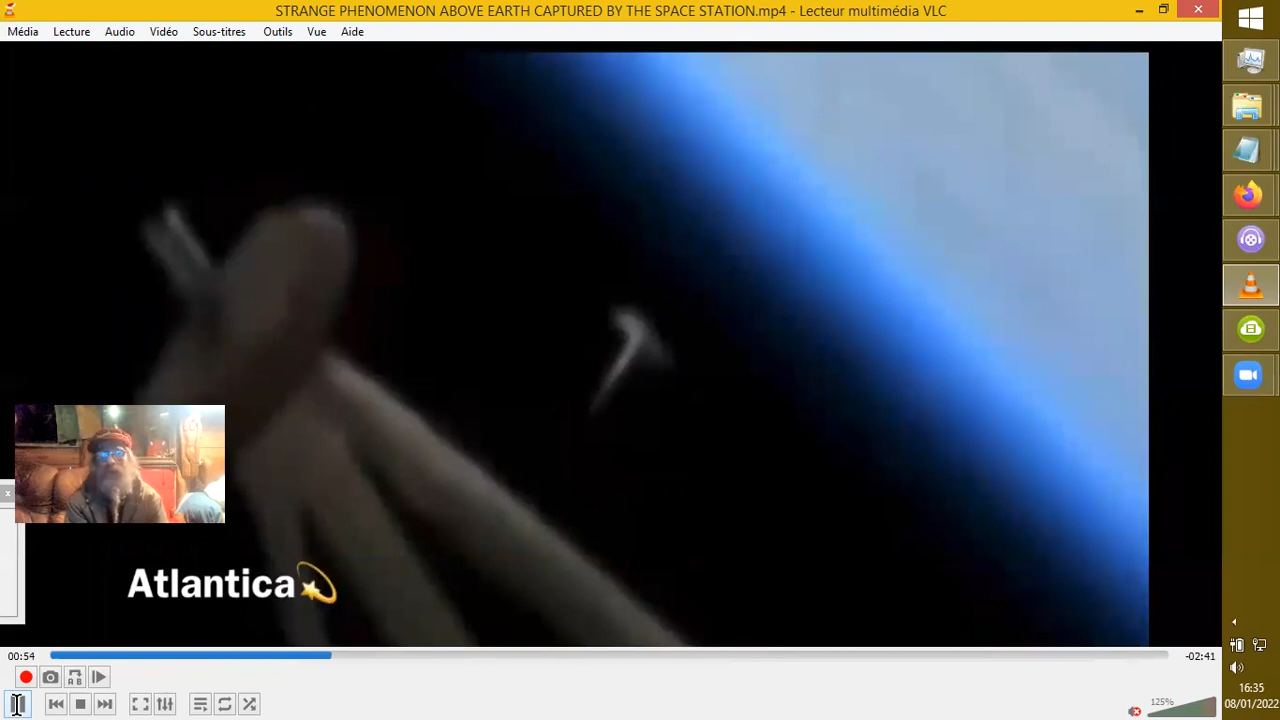 STRANGE PHENOMENON ABOVE EARTH CAPTURED BY THE SPACE STATION.mp4 - Lecteur multimédia VLC
Média Lecture Audio Vidéo Sous-titres Outils Vue Aide
Atlantica
00:54
-02:41
A B
125%
16:35
08/01/2022